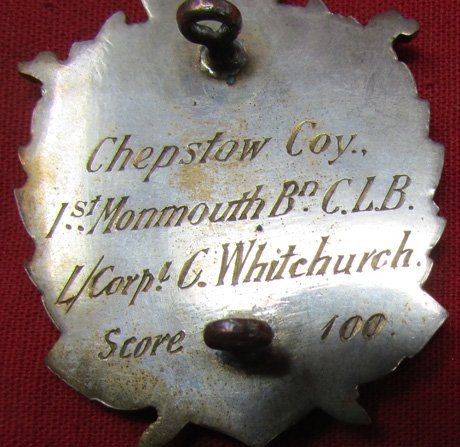 Chepstow Coy.,
1st Monmouth Bn C.L.B.
L/Corpl C. Whitchurch.
Score 100.